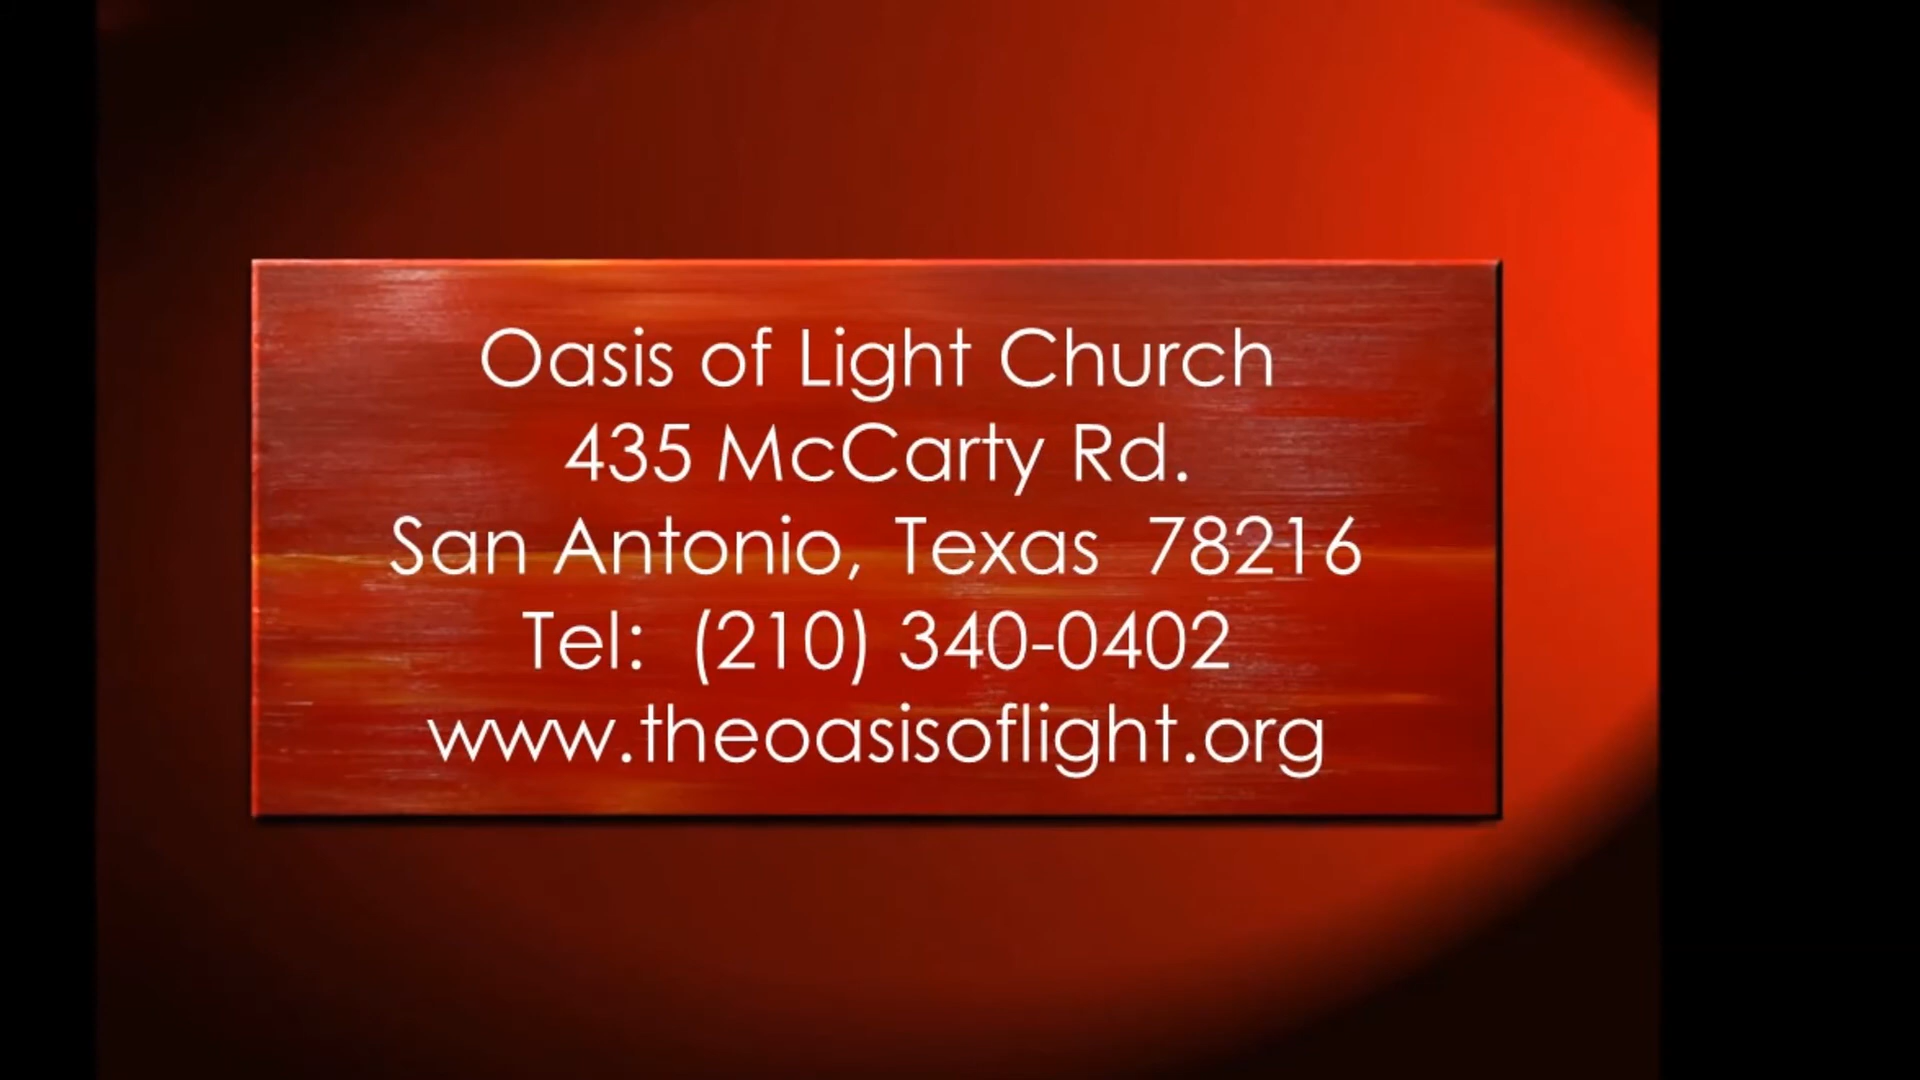 Oasis of Light Church
435 McCarty Rd.
San Antonio, Texas  78216
Tel:  (210) 340-0402
www.theoasisoflight.org